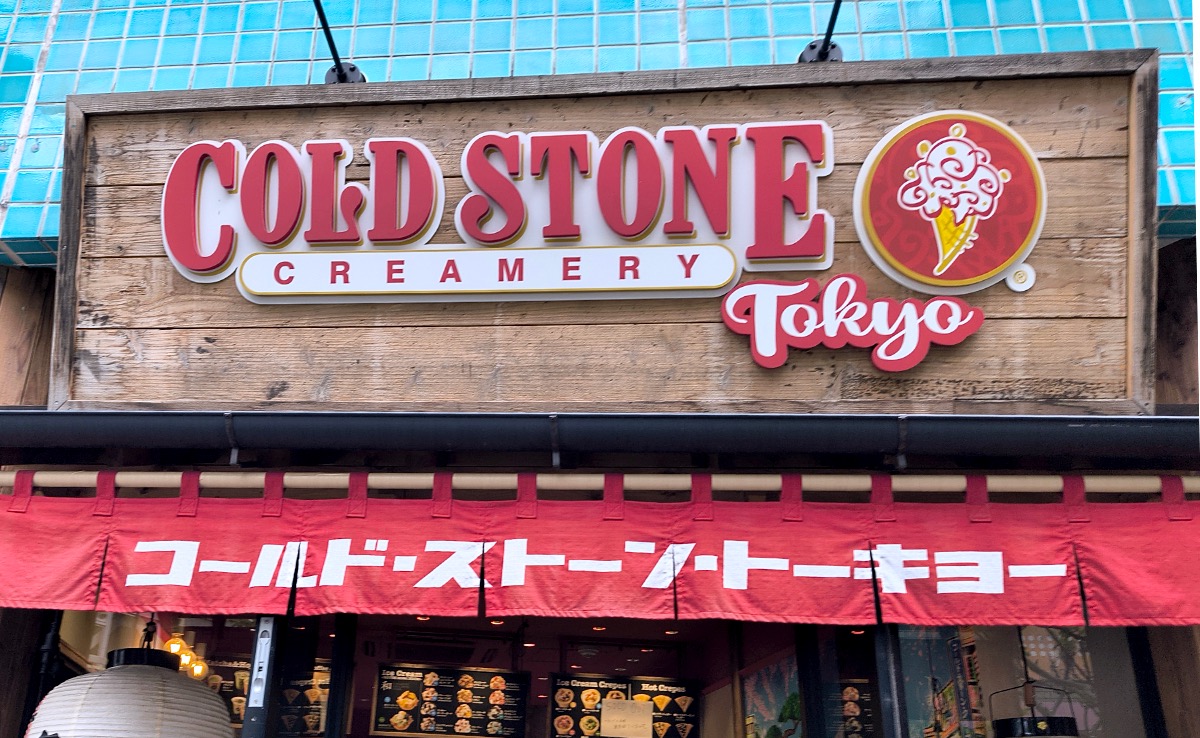 COLD STONE
CREAMERY
®
Tokyo
コールド・ストーン・トーキョー
Ice Cream
和
Ice Cream Crepes
Hot Crepes